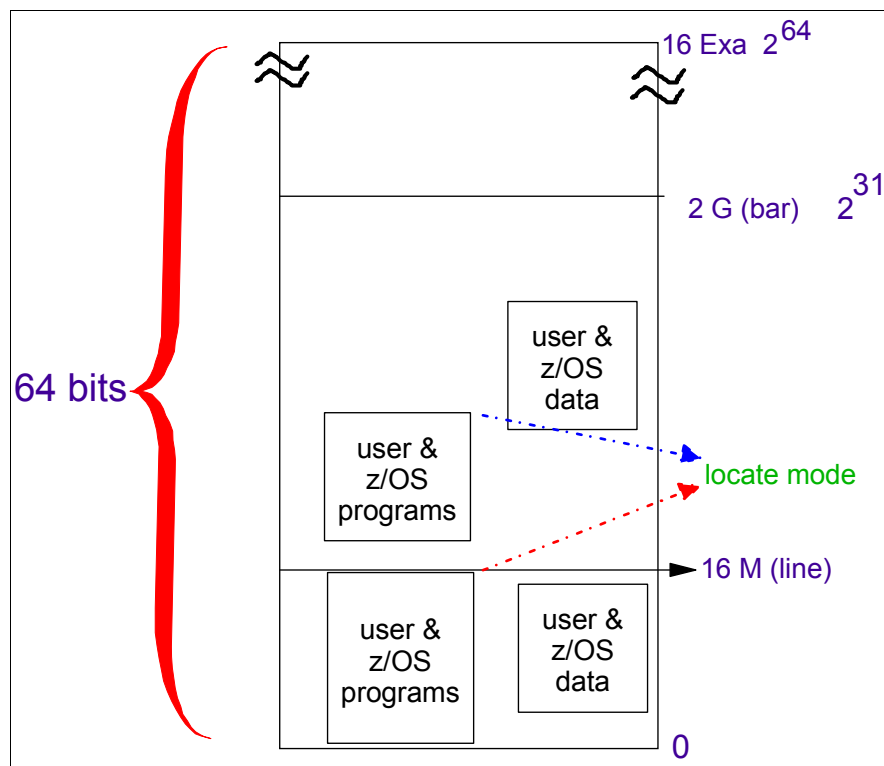 16 Exa 2^64
2 G (bar) 2^31
user &
z/OS
data
64 bits
user &
z/OS
programs
locate mode
16 M (line)
user &
z/OS
programs
user &
z/OS
data
0